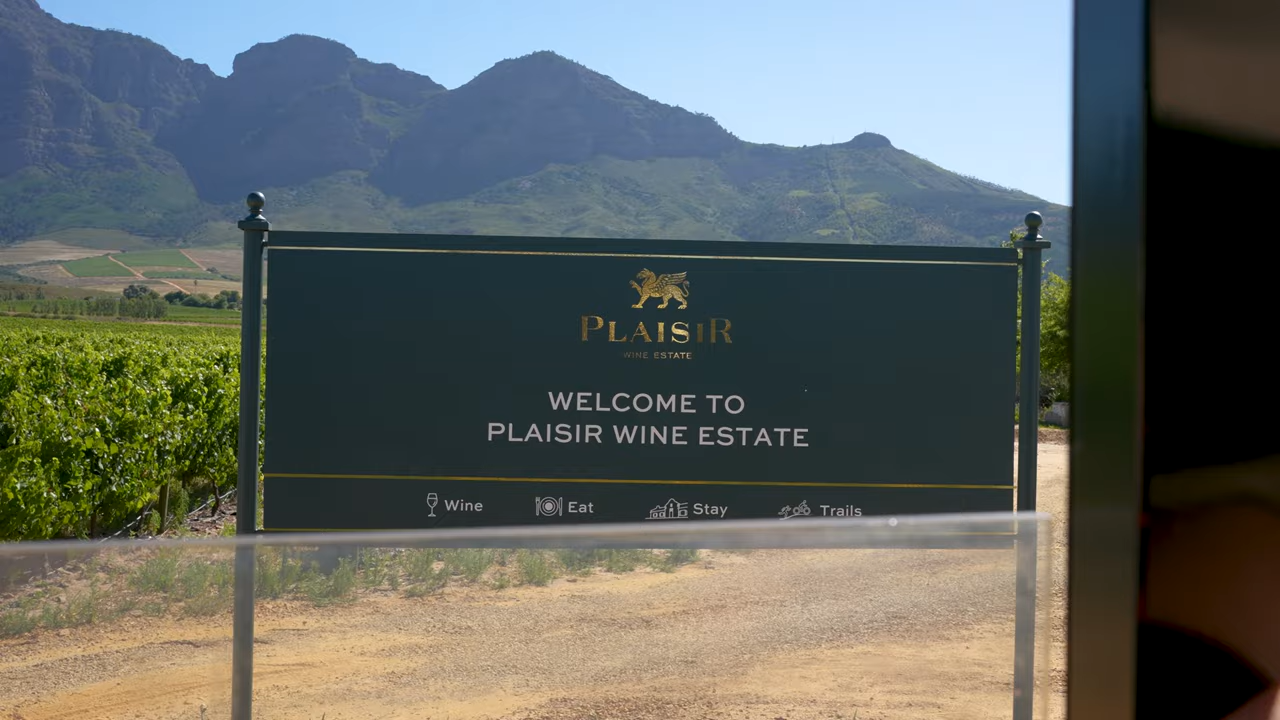 PLAISIR
WINE ESTATE
WELCOME TO
PLAISIR WINE ESTATE
Wine Eat Stay Trails